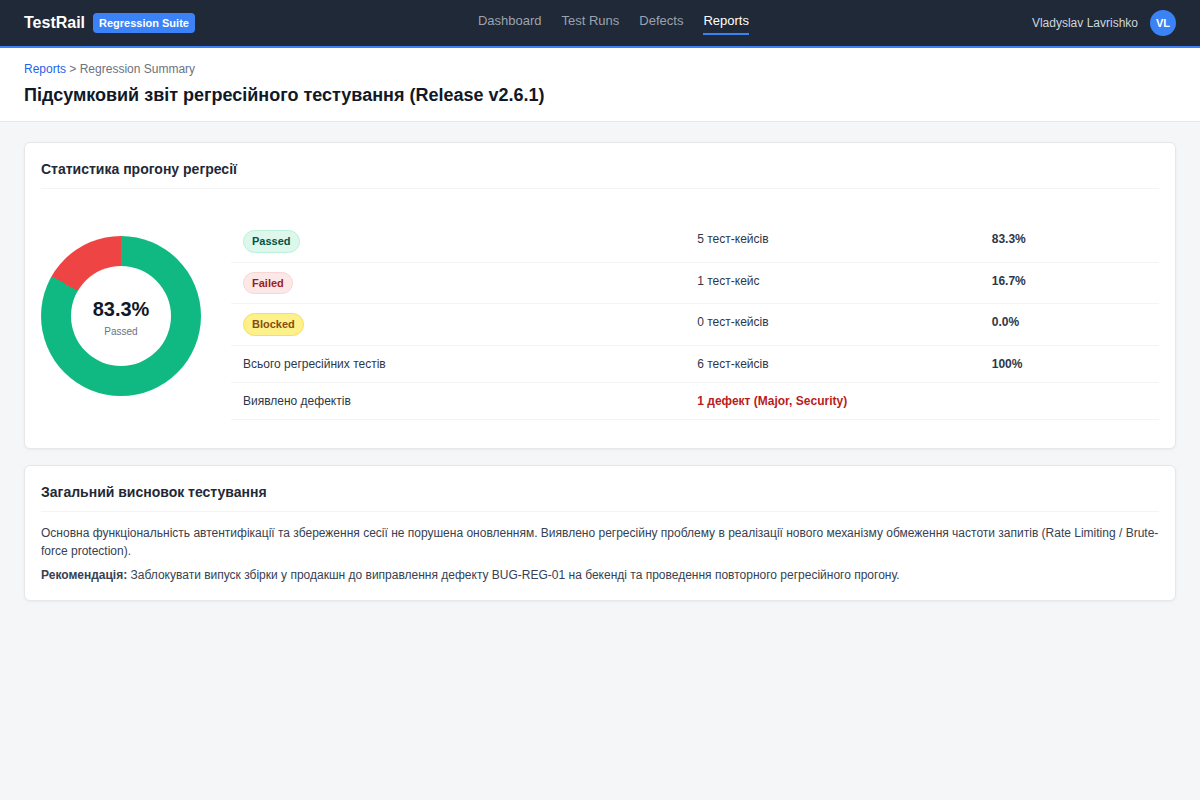 TestRail Regression Suite Dashboard Test Runs Defects Reports Vladyslav Lavrishko VL
Reports > Regression Summary
Підсумковий звіт регресійного тестування (Release v2.6.1)
Статистика прогону регресії
83.3%
Passed
Passed 5 тест-кейсів 83.3%
Failed 1 тест-кейс 16.7%
Blocked 0 тест-кейсів 0.0%
Всього регресійних тестів 6 тест-кейсів 100%
Виявлено дефектів 1 дефект (Major, Security)
Загальний висновок тестування
Основна функціональність автентифікації та збереження сесії не порушена оновленням. Виявлено регресійну проблему в реалізації нового механізму обмеження частоти запитів (Rate Limiting / Brute-
force protection).
Рекомендація: Заблокувати випуск збірки у продакшн до виправлення дефекту BUG-REG-01 на бекенді та проведення повторного регресійного прогону.